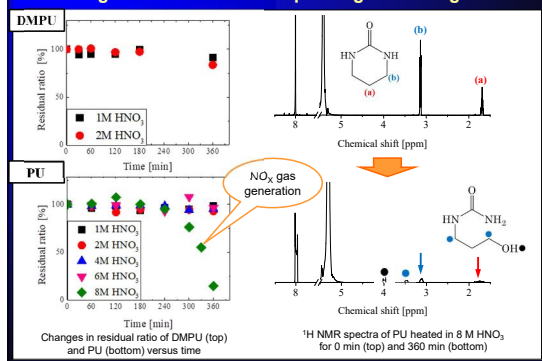 DMPU
Residual ratio [%]
100
50
0
1M HNO3
2M HNO3
0 60 120 180 240 300 360
Time [min]
PU
Residual ratio [%]
100
50
0
1M HNO3
2M HNO3
4M HNO3
6M HNO3
8M HNO3
0 60 120 180 240 300 360
Time [min]
NOX gas
generation
Changes in residual ratio of DMPU (top)
and PU (bottom) versus time
O
HN NH
(a) (b)
(b)
(a)
8 5 4 3 2
Chemical shift [ppm]
O
HN NH2
OH
8 5 4 3 2
Chemical shift [ppm]
1H NMR spectra of PU heated in 8 M HNO3
for 0 min (top) and 360 min (bottom)